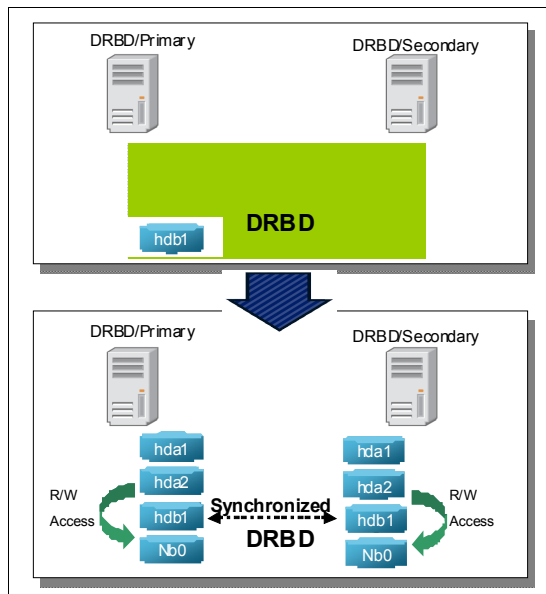 DRBD/Primary
DRBD/Secondary
DRBD
hdb1
DRBD/Primary
DRBD/Secondary
hda1
hda2
hdb1
Nb0
R/W
Access
Synchronized
DRBD
hda1
hda2
hdb1
Nb0
R/W
Access